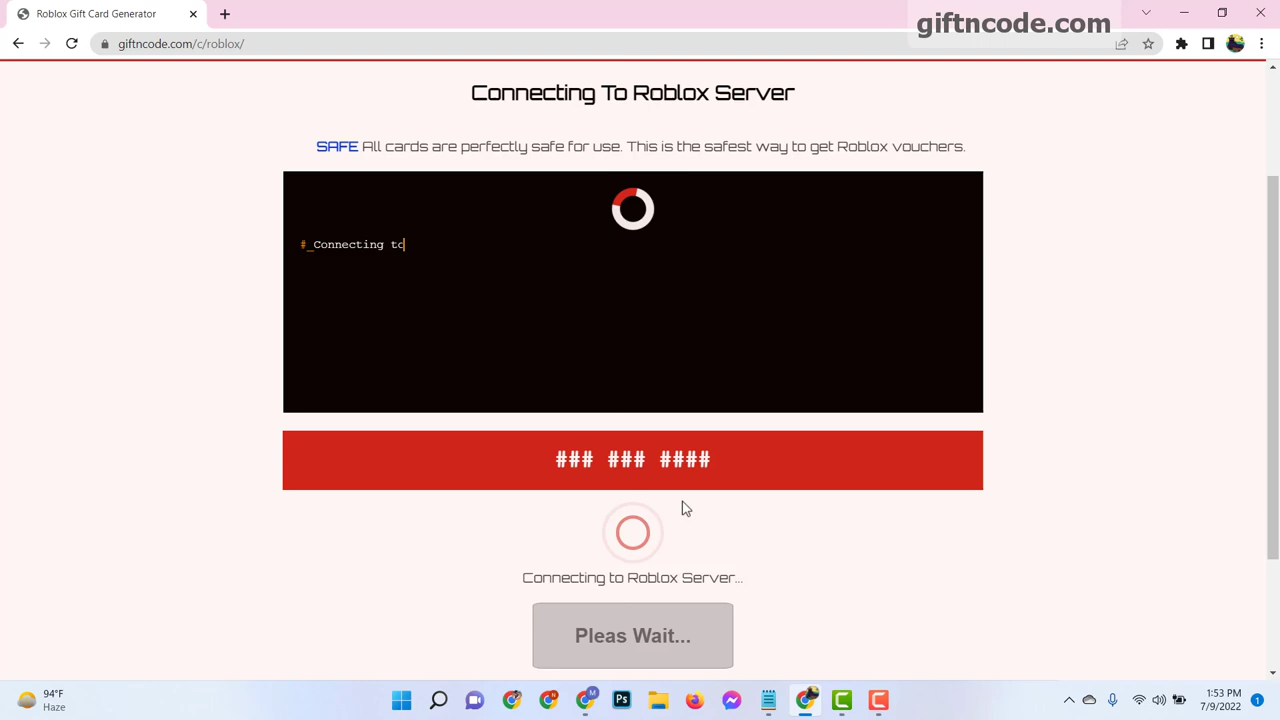 Roblox Gift Card Generator
giftncode.com
giftncode.com/c/roblox/
Connecting To Roblox Server
SAFE All cards are perfectly safe for use. This is the safest way to get Roblox vouchers.
#_Connecting to
### ### ####
Connecting to Roblox Server...
Pleas Wait...
94°F
Haze
M
N
M
Ps
1:53 PM
7/9/2022
1